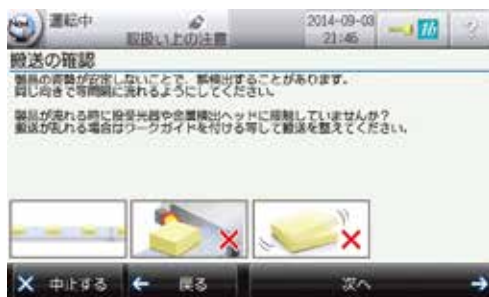 運転中
取扱い上の注意
2014-09-03
21:46
1h
?
搬送の確認
製品の姿勢が安定しないことで、誤検出することがあります。
同じ向きで等間隔に流れるようにしてください。
製品が流れる時に投受光器や金属検出ヘッドに接触していませんか?
搬送が乱れる場合はワークガイドを付ける等して搬送を整えてください。
中止する
戻る
次へ